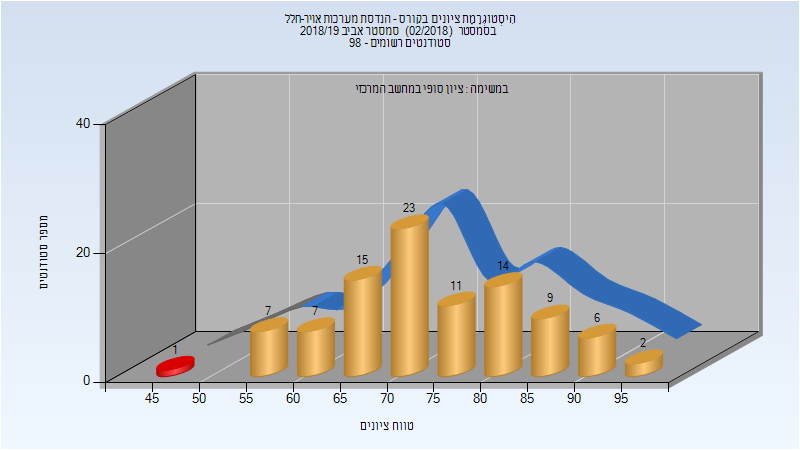 היסטוגרמת ציונים בקורס - הנדסת מערכות אויר-חלל
בסמסטר (02/2018) סמסטר אביב 2018/19
סטודנטים רשומים - 98
במשימה : ציון סופי במחשב המרכזי
מספר סטודנטים
40
20
0
1
7
7
15
23
11
14
9
6
2
45 50 55 60 65 70 75 80 85 90 95
טווח ציונים